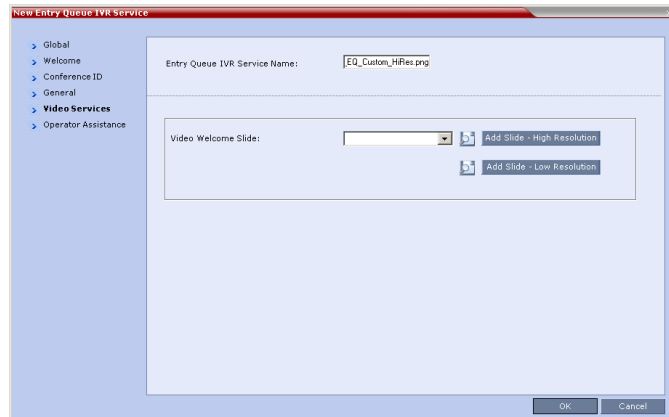 New Entry Queue IVR Service
Global
Welcome
Conference ID
General
Video Services
Operator Assistance
Entry Queue IVR Service Name: EQ_Custom_HiRes.png
Video Welcome Slide: Add Slide - High Resolution
Add Slide - Low Resolution
OK Cancel